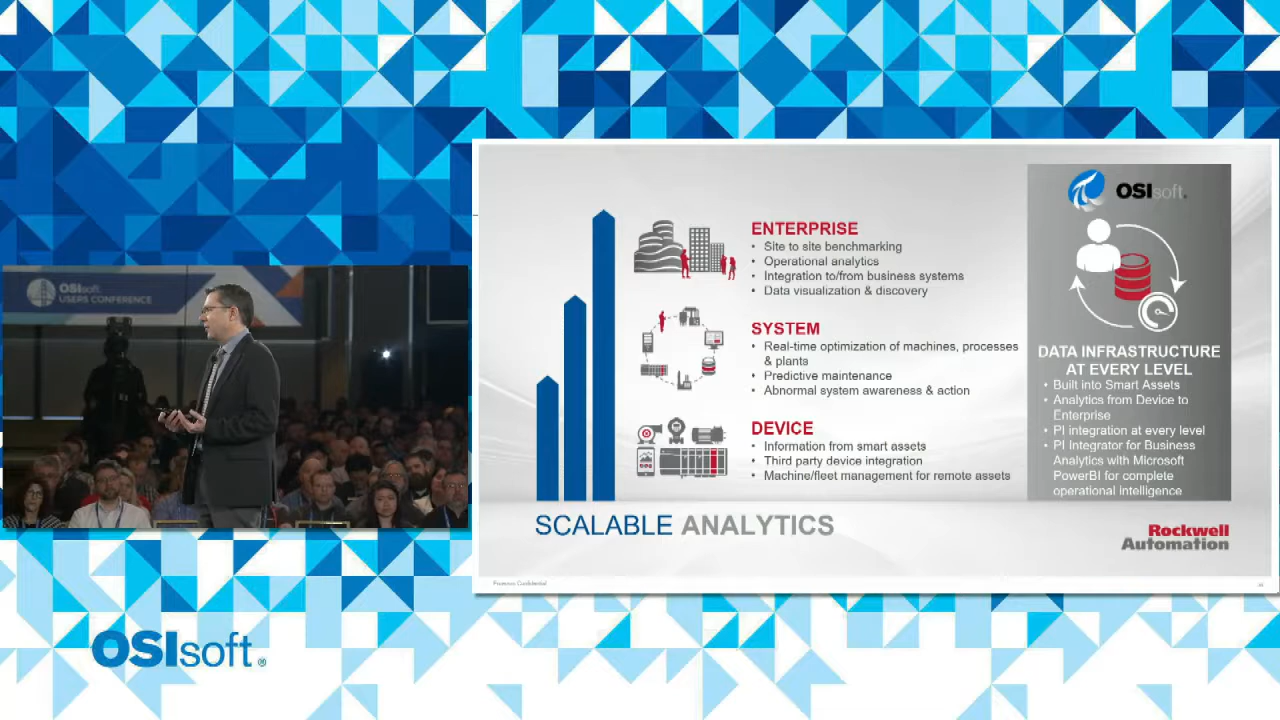 OSIsoft.
USERS CONFERENCE
ENTERPRISE
• Site to site benchmarking
• Operational analytics
• Integration to/from business systems
• Data visualization & discovery
SYSTEM
• Real-time optimization of machines, processes
& plants
• Predictive maintenance
• Abnormal system awareness & action
DEVICE
• Information from smart assets
• Third party device integration
• Machine/fleet management for remote assets
SCALABLE ANALYTICS
OSIsoft.
DATA INFRASTRUCTURE
AT EVERY LEVEL
• Built into Smart Assets
• Analytics from Device to
Enterprise
• PI integration at every level
• PI Integrator for Business
Analytics with Microsoft
PowerBI for complete
operational intelligence
Rockwell
Automation
Confidential
OSIsoft®